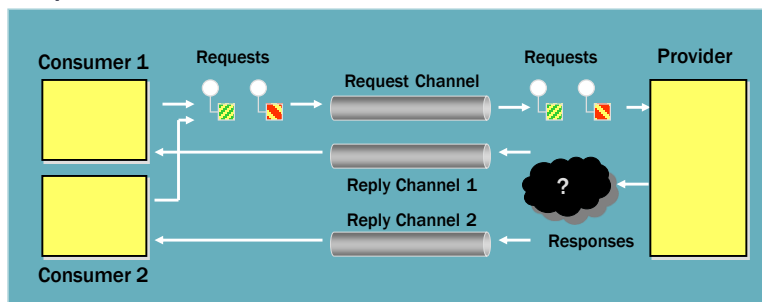 Consumer 1
Requests
Request Channel
Requests
Provider
Reply Channel 1
?
Reply Channel 2
Responses
Consumer 2